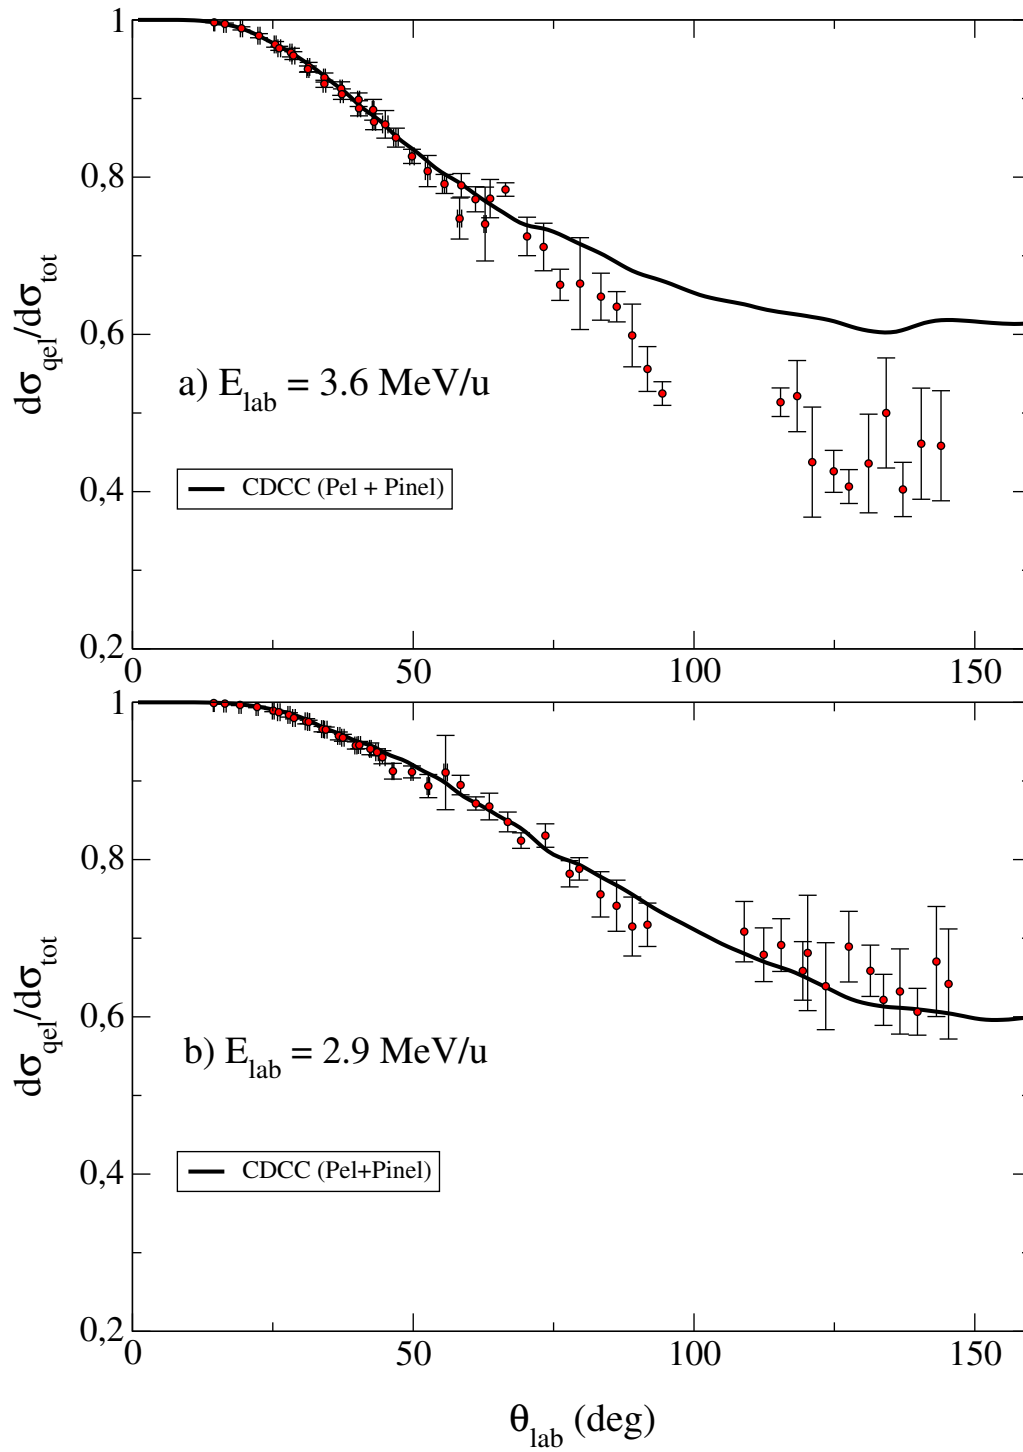 1
0,8
0,6
0,4
0,2
dσqel/dσtot
a) Elab = 3.6 MeV/u
CDCC (Pel + Pinel)
0 50 100 150
1
0,8
0,6
0,4
0,2
dσqel/dσtot
b) Elab = 2.9 MeV/u
CDCC (Pel+Pinel)
0 50 100 150
θlab (deg)